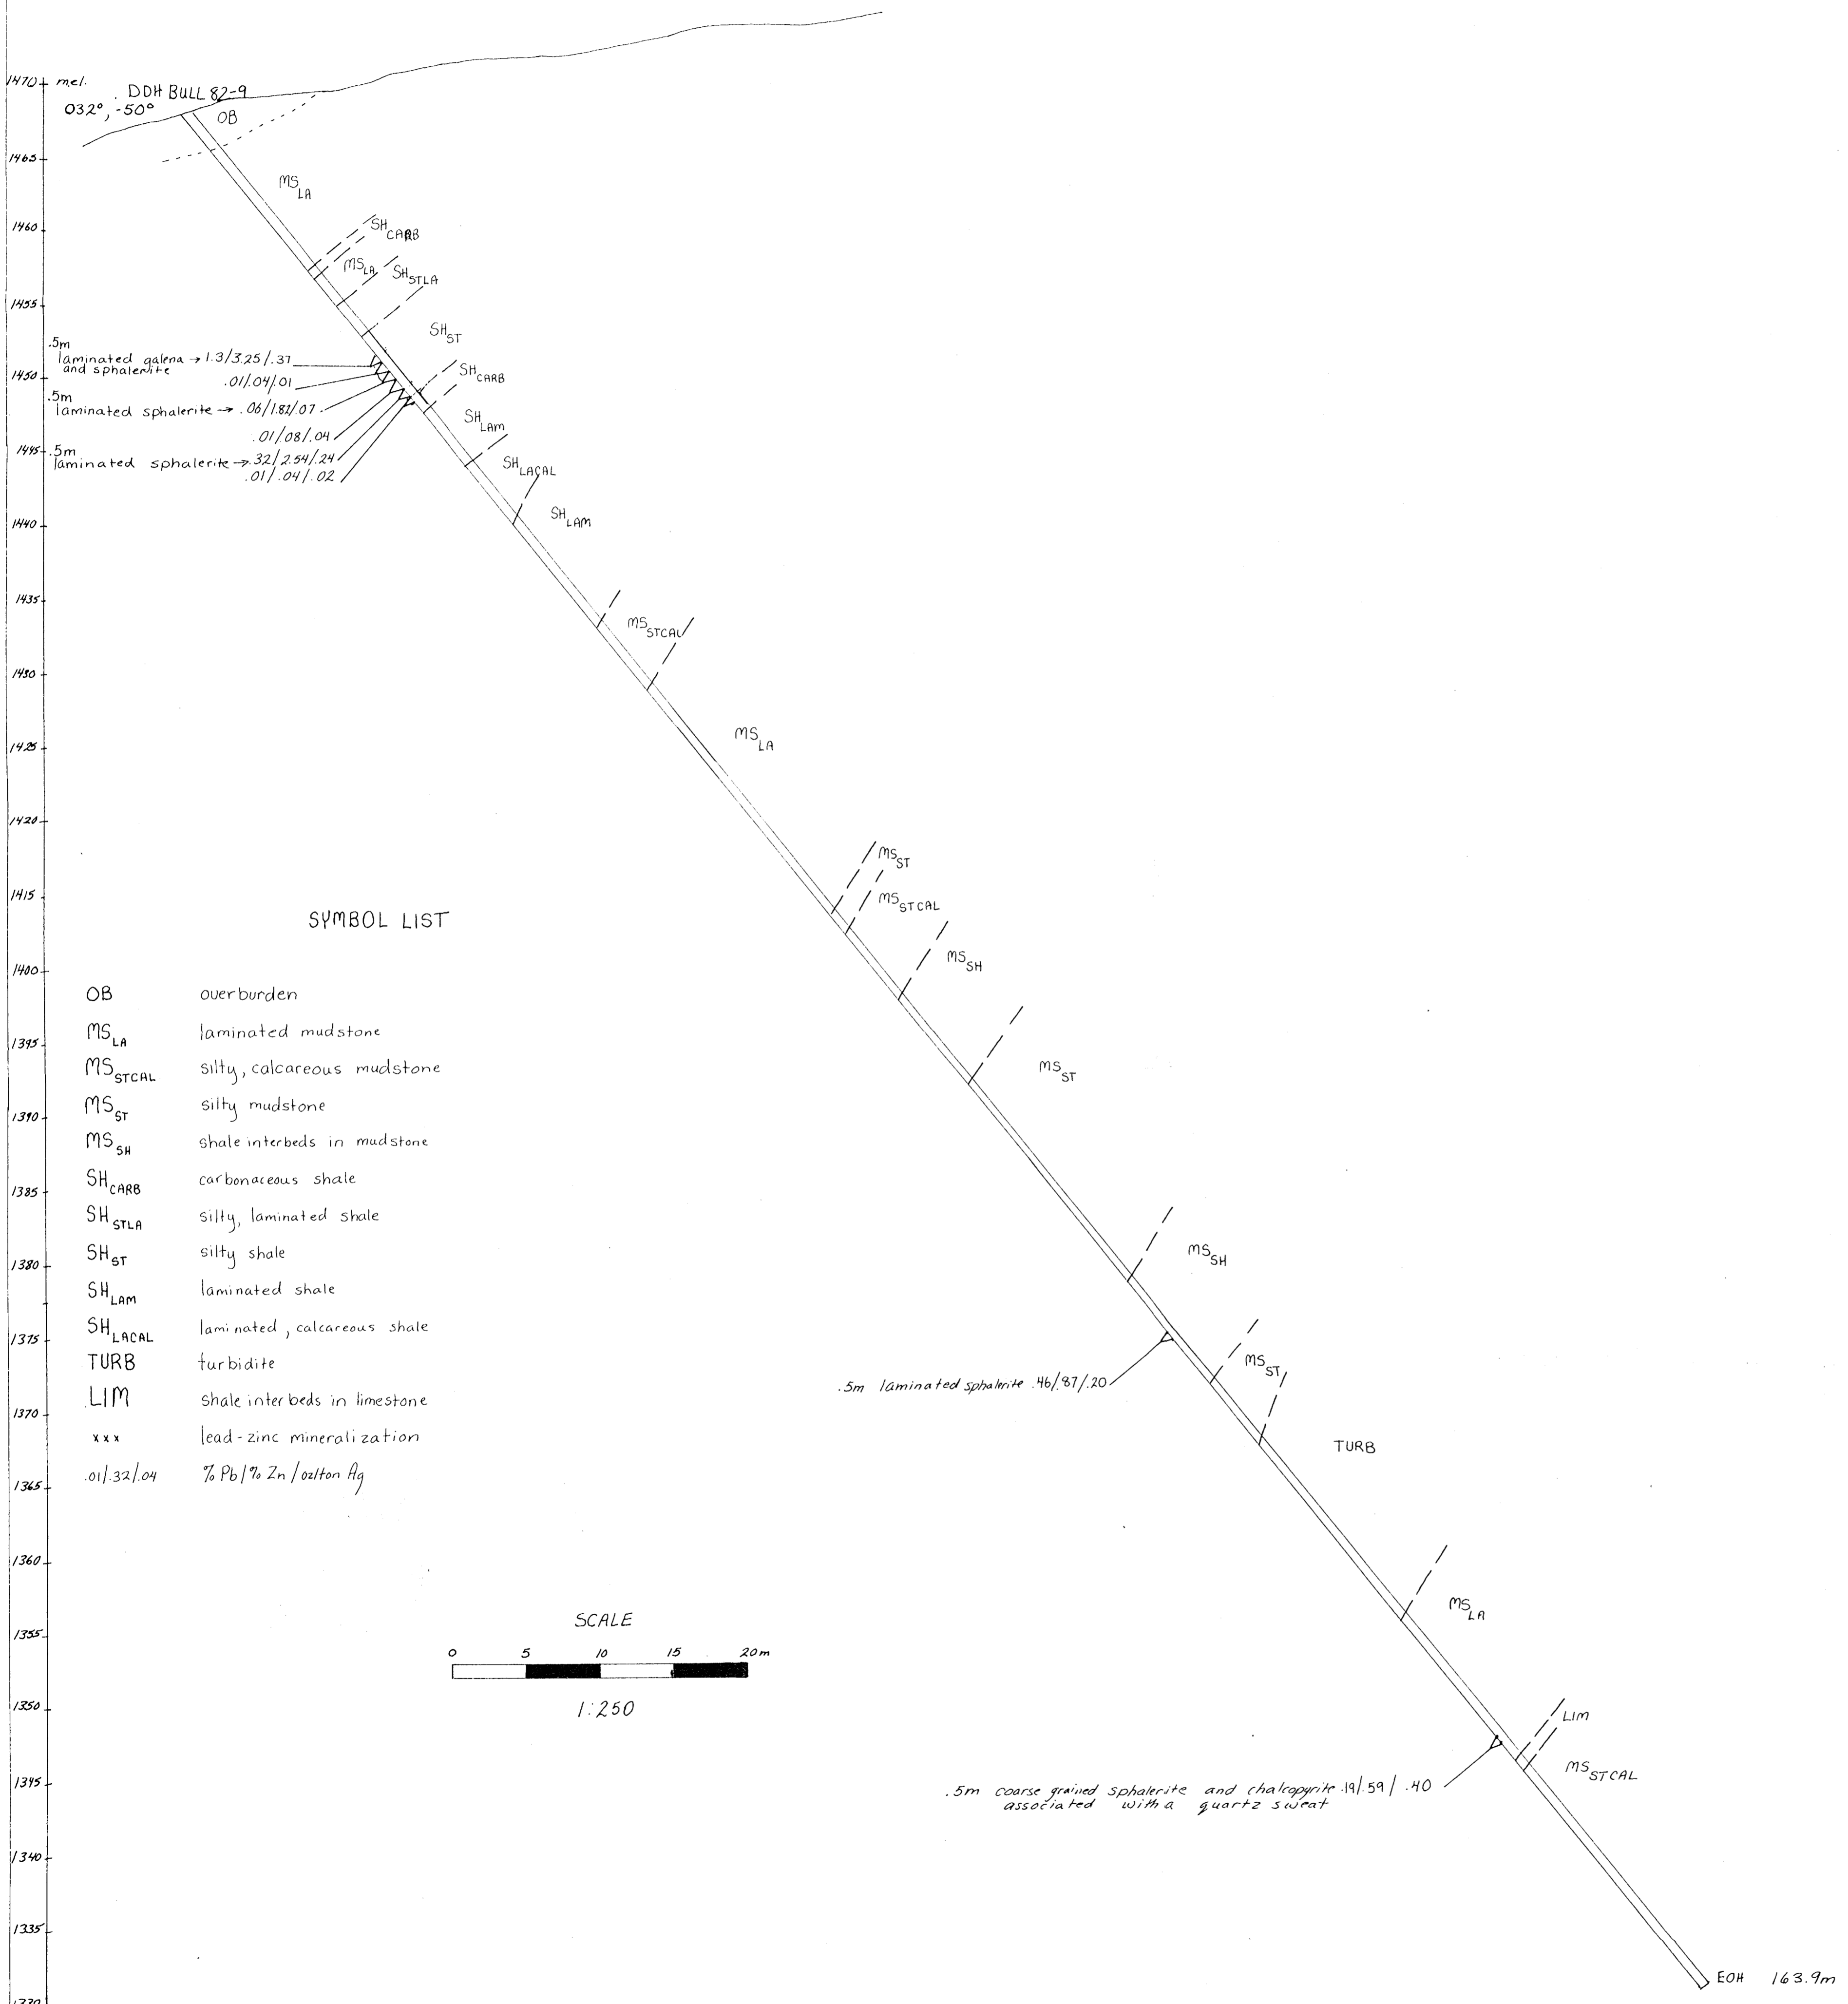 1470 mel.
DDH BULL 82-9
032°, -50°
OB
1465
MS LA
1460
SH CARB
MS LA
SH STLA
1455
SH ST
.5m
laminated galena → 1.3/3.25/.37
and sphalerite
1450
.01/.04/.01
SH CARB
.5m
laminated sphalerite → .06/1.82/.07
SH LAM
.01/.08/.04
1445
.5m
laminated sphalerite → .32/2.54/.24
.01/.04/.02
SH LACAL
1440
SH LAM
1435
MS STCAL
1430
1425
MS LA
1420
MS ST
1415
MS STCAL
SYMBOL LIST
MS SH
1400
OB overburden
MS LA laminated mudstone
1395
MS STCAL silty, calcareous mudstone
MS ST
MS ST silty mudstone
1390
MS SH shale interbeds in mudstone
SH CARB carbonaceous shale
1385
SH STLA silty, laminated shale
SH ST silty shale
MS SH
1380
SH LAM laminated shale
SH LACAL laminated, calcareous shale
1375
TURB turbidite
MS ST
.5m laminated sphalerite .46/.87/.20
LIM shale interbeds in limestone
1370
xxx lead-zinc mineralization
TURB
.01/.32/.04 % Pb/% Zn/oz/ton Ag
1365
1360
MS LA
SCALE
1355
0 5 10 15 20m
1350
1:250
LIM
MS STCAL
1345
.5m coarse grained sphalerite and chalcopyrite .19/.59/.40
associated with a quartz sweat
1340
1335
EOH 163.9m
1330